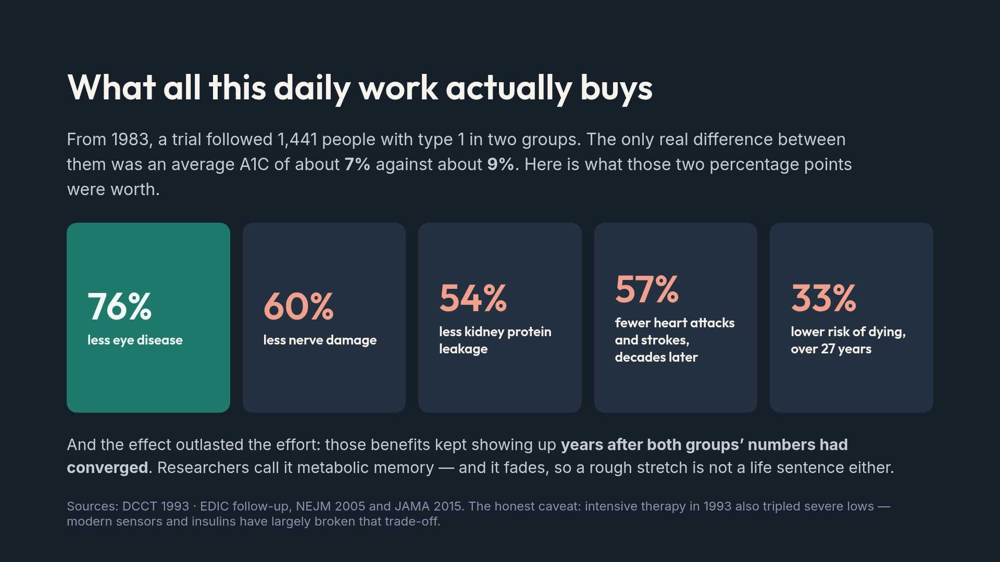 What all this daily work actually buys
From 1983, a trial followed 1,441 people with type 1 in two groups. The only real difference between
them was an average A1C of about 7% against about 9%. Here is what those two percentage points
were worth.
76%
less eye disease
60%
less nerve damage
54%
less kidney protein
leakage
57%
fewer heart attacks
and strokes,
decades later
33%
lower risk of dying,
over 27 years
And the effect outlasted the effort: those benefits kept showing up years after both groups’ numbers had
converged. Researchers call it metabolic memory — and it fades, so a rough stretch is not a life sentence either.
Sources: DCCT 1993 · EDIC follow-up, NEJM 2005 and JAMA 2015. The honest caveat: intensive therapy in 1993 also tripled severe lows —
modern sensors and insulins have largely broken that trade-off.